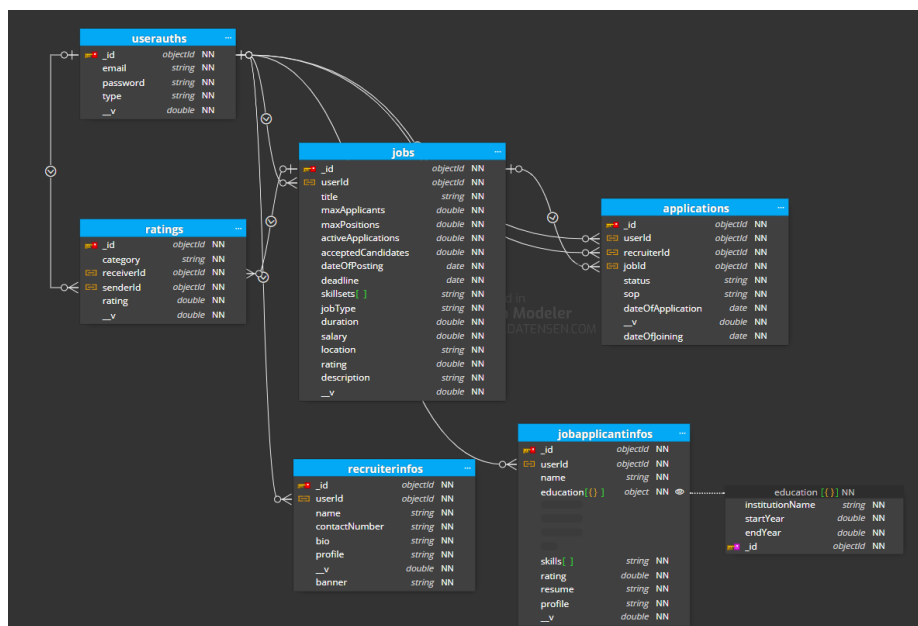 userauths ...
_id objectId NN
email string NN
password string NN
type string NN
__v double NN
jobs ...
_id objectId NN
userId objectId NN
title string NN
maxApplicants double NN
maxPositions double NN
activeApplications double NN
acceptedCandidates double NN
dateOfPosting date NN
deadline date NN
skillsets[ ] string NN
jobType string NN
duration double NN
salary double NN
location string NN
rating double NN
description string NN
__v double NN
ratings ...
_id objectId NN
category string NN
receiverId objectId NN
senderId objectId NN
rating double NN
__v double NN
applications ...
_id objectId NN
userId objectId NN
recruiterId objectId NN
jobId objectId NN
status string NN
sop string NN
dateOfApplication date NN
__v double NN
dateOfJoining date NN
d in
Modeler
DATENSEN.COM
recruiterinfos ...
_id objectId NN
userId objectId NN
name string NN
contactNumber string NN
bio string NN
profile string NN
__v double NN
banner string NN
jobapplicantinfos ...
_id objectId NN
userId objectId NN
name string NN
education[{} ] object NN
skills[ ] string NN
rating double NN
resume string NN
profile string NN
__v double NN
education [{}] NN
institutionName string NN
startYear double NN
endYear double NN
_id objectId NN